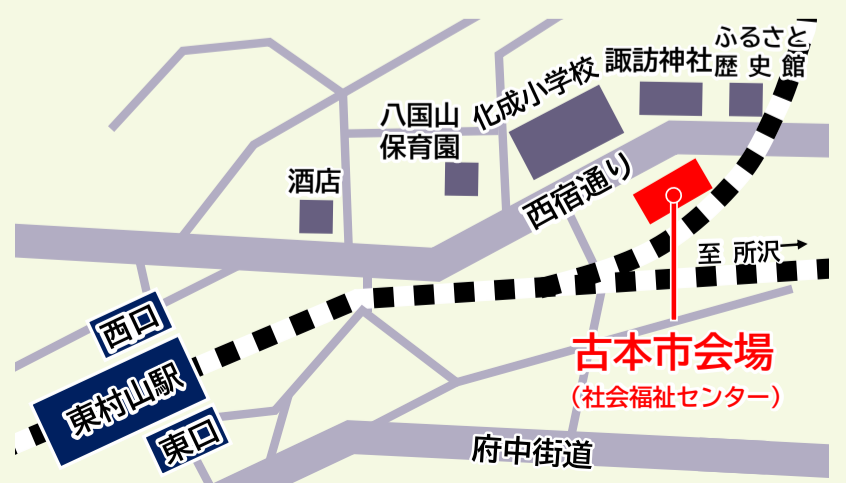 ふるさと
歴史館
諏訪神社
化成小学校
八国山
保育園
酒店
西宿通り
至 所沢→
西口
東村山駅
東口
古本市会場
（社会福祉センター）
府中街道